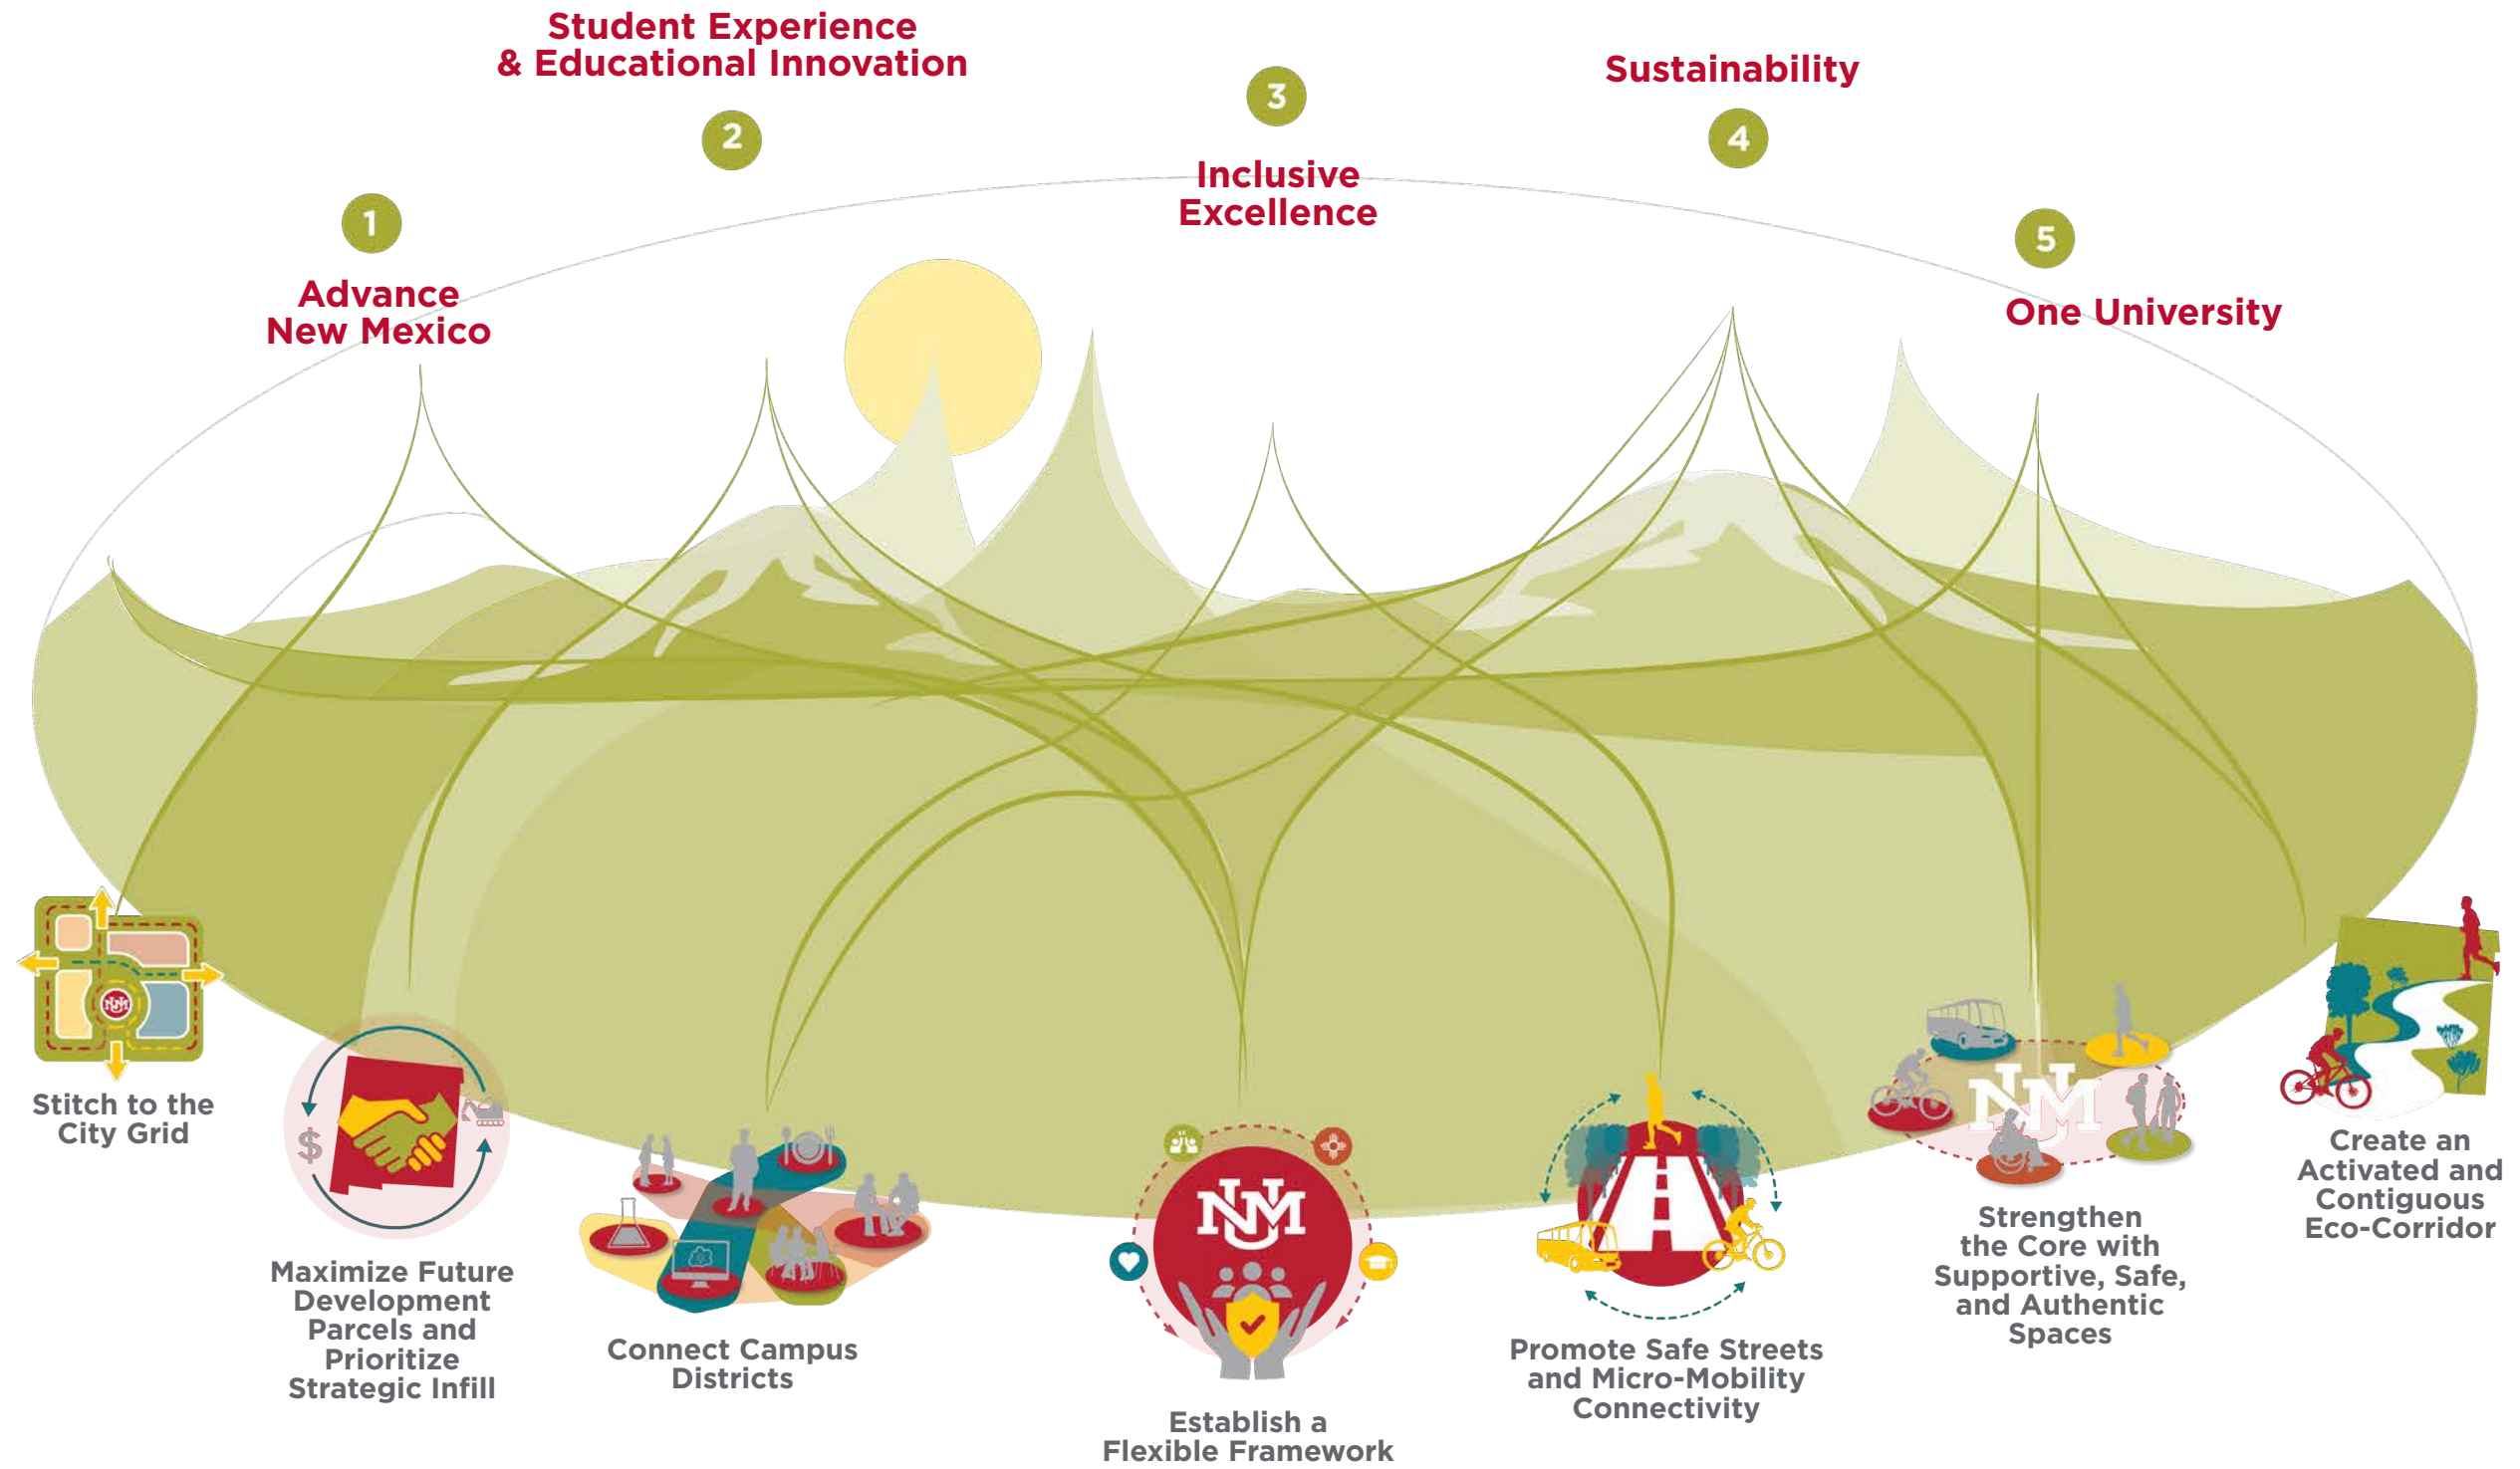 Student Experience
& Educational Innovation
2
3
Inclusive
Excellence
Sustainability
4
1
Advance
New Mexico
5
One University
UNM
Stitch to the
City Grid
$
Maximize Future
Development
Parcels and
Prioritize
Strategic Infill
Connect Campus
Districts
UNM
Establish a
Flexible Framework
Promote Safe Streets
and Micro-Mobility
Connectivity
UNM
Strengthen
the Core with
Supportive, Safe,
and Authentic
Spaces
Create an
Activated and
Contiguous
Eco-Corridor